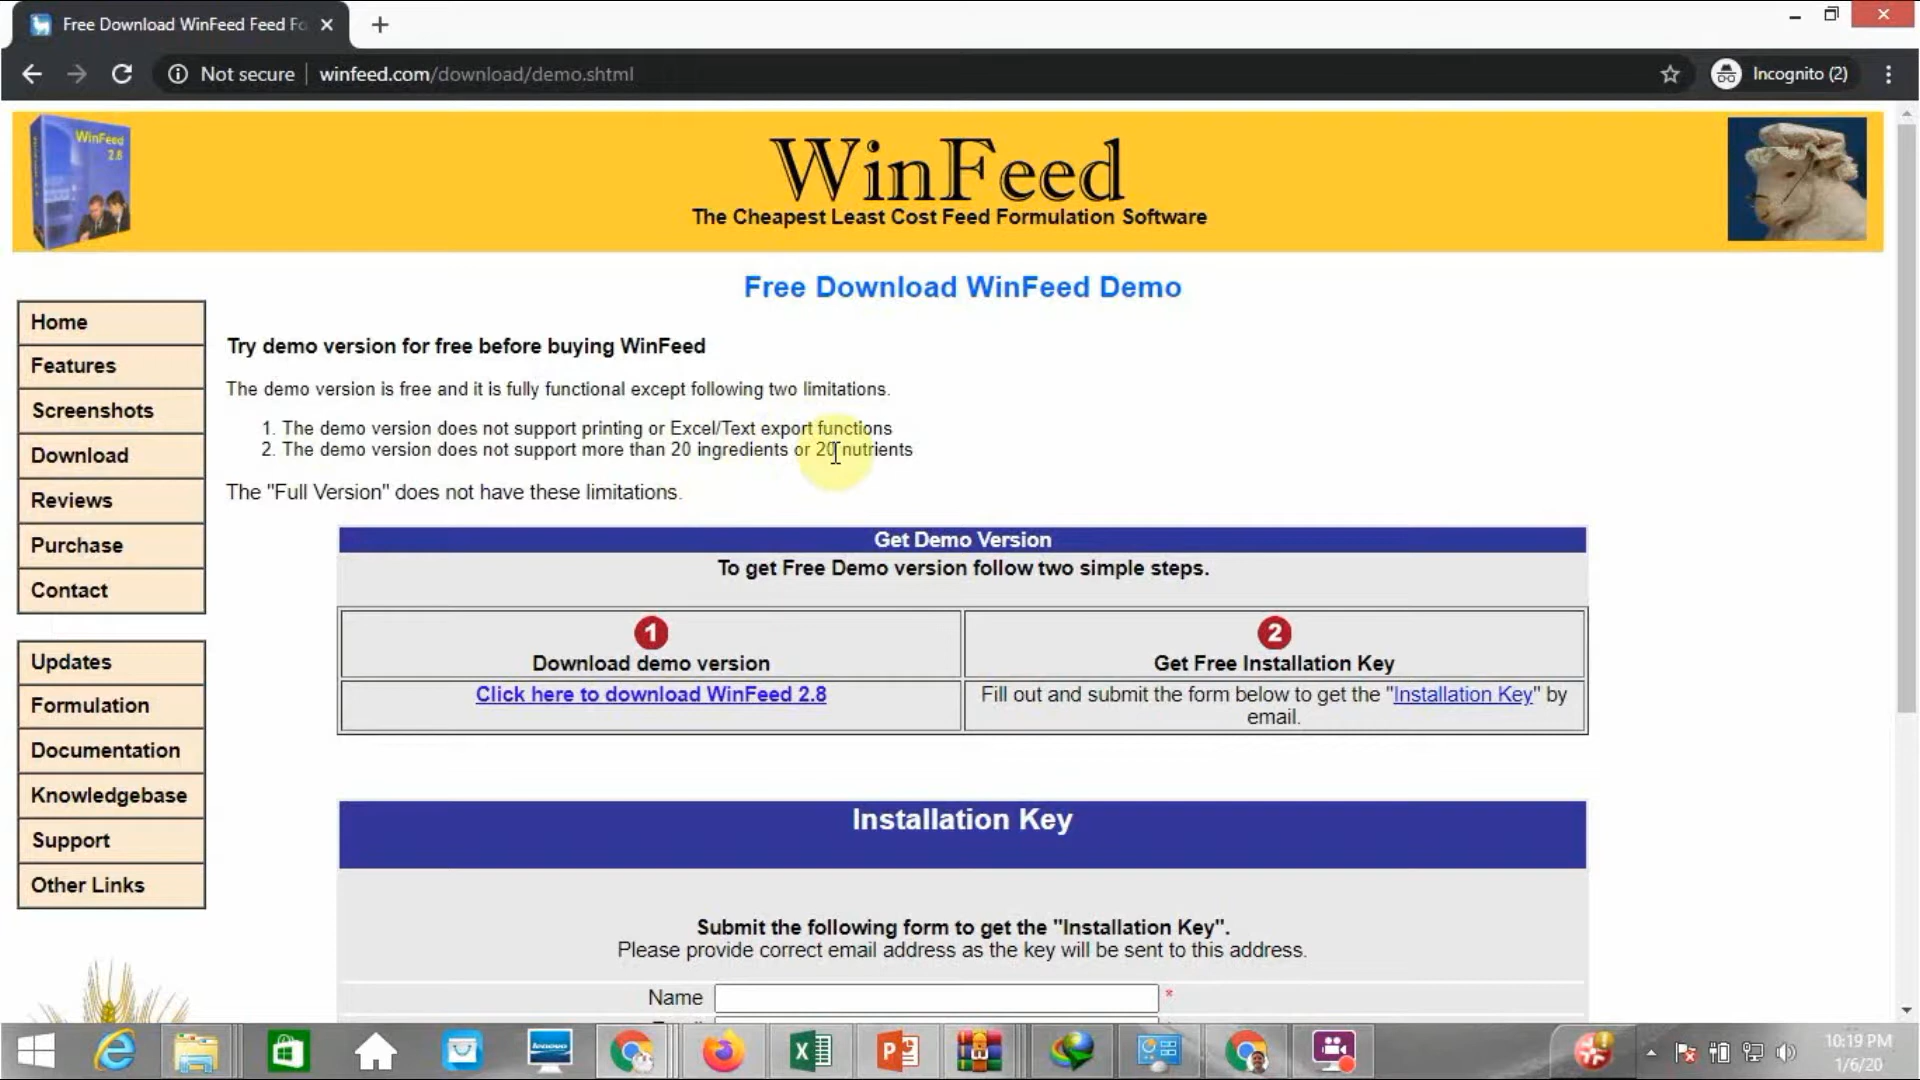 Free Download WinFeed Feed Fo
Not secure
winfeed.com/download/demo.shtml
Incognito (2)
WinFeed
2.8
WinFeed
The Cheapest Least Cost Feed Formulation Software
Free Download WinFeed Demo
Home
Features
Screenshots
Download
Reviews
Purchase
Contact
Updates
Formulation
Documentation
Knowledgebase
Support
Other Links
Try demo version for free before buying WinFeed
The demo version is free and it is fully functional except following two limitations.
1. The demo version does not support printing or Excel/Text export functions
2. The demo version does not support more than 20 ingredients or 20 nutrients
The "Full Version" does not have these limitations.
Get Demo Version
To get Free Demo version follow two simple steps.
1
Download demo version
Click here to download WinFeed 2.8
2
Get Free Installation Key
Fill out and submit the form below to get the "Installation Key" by
email.
Installation Key
Submit the following form to get the "Installation Key".
Please provide correct email address as the key will be sent to this address.
Name *
lenovo
10:19 PM
1/6/20